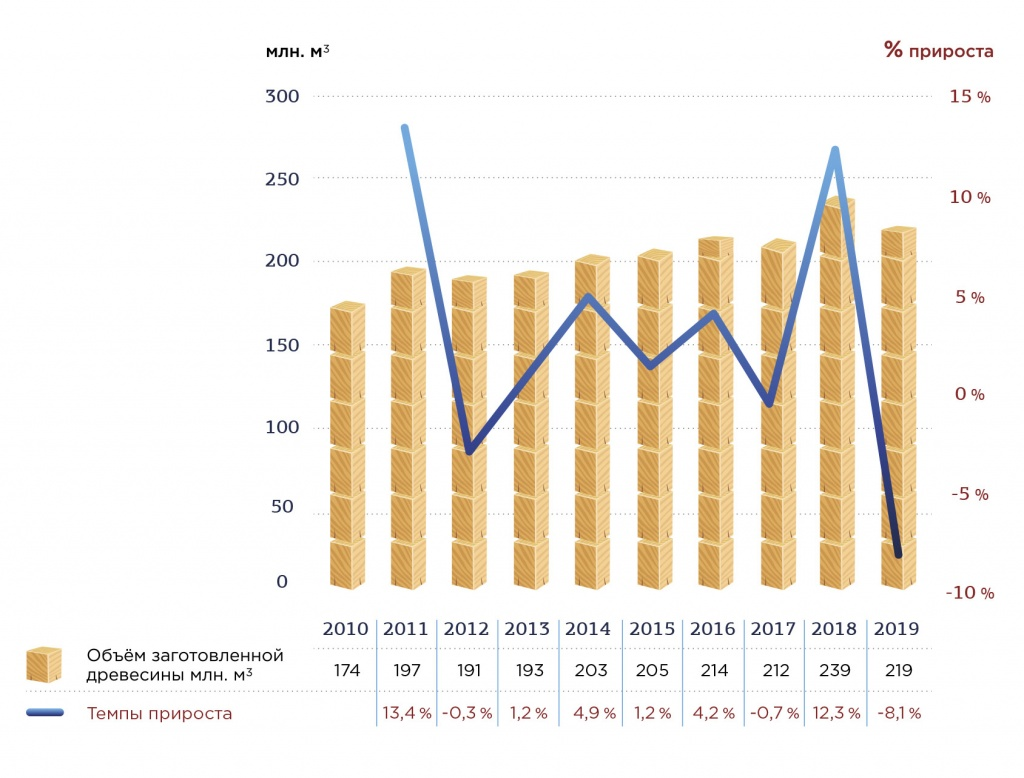 млн. м³
% прироста
300
15 %
250
10 %
200
5 %
150
0 %
100
-5 %
50
0
-10 %
2010 2011 2012 2013 2014 2015 2016 2017 2018 2019
Объём заготовленной
древесины млн. м³
174 197 191 193 203 205 214 212 239 219
Темпы прироста 13,4 % -0,3 % 1,2 % 4,9 % 1,2 % 4,2 % -0,7 % 12,3 % -8,1 %